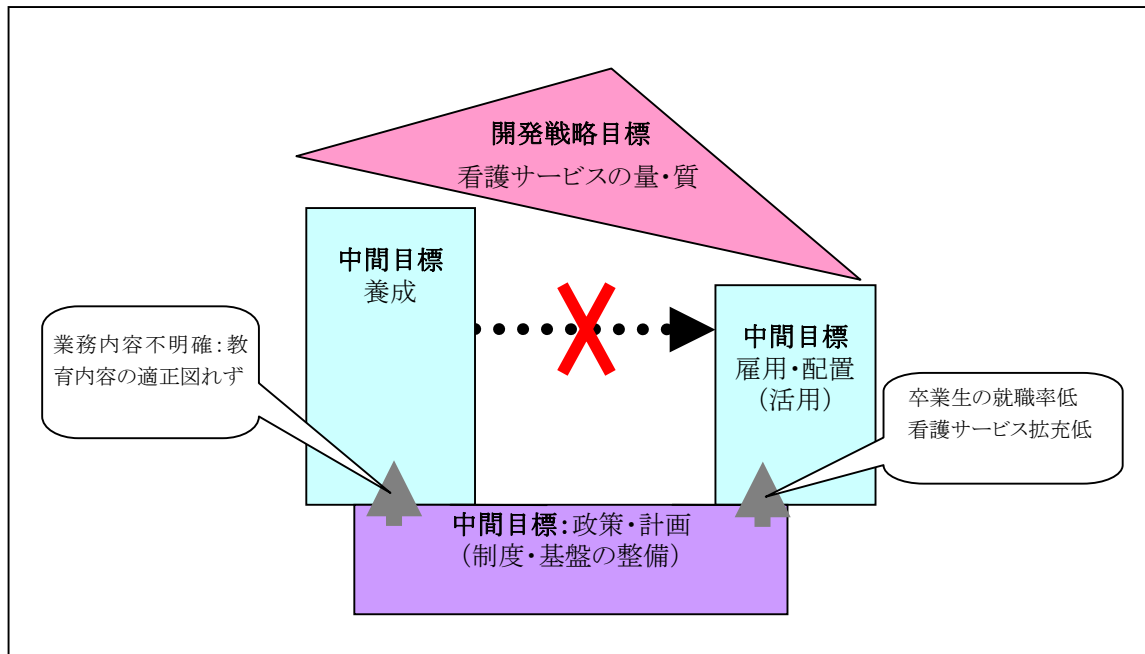 開発戦略目標
看護サービスの量・質
中間目標
養成
業務内容不明確：教
育内容の適正図れず
中間目標
雇用・配置
（活用）
卒業生の就職率低
看護サービス拡充低
中間目標：政策・計画
（制度・基盤の整備）